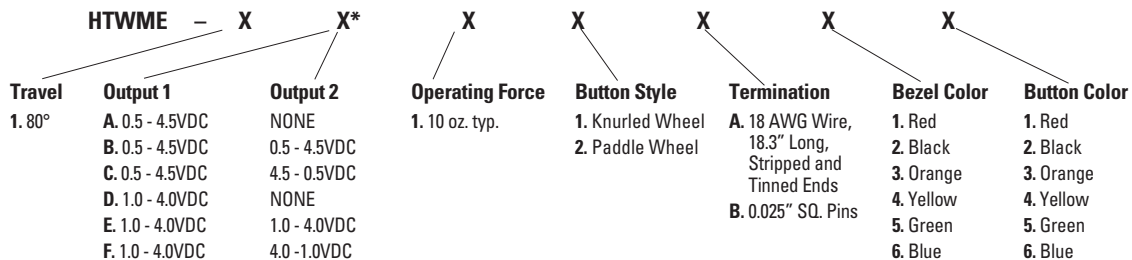 HTWME – X X* X X X X X
Travel Output 1 Output 2 Operating Force Button Style Termination Bezel Color Button Color
1. 80° A. 0.5 - 4.5VDC NONE 1. 10 oz. typ. 1. Knurled Wheel A. 18 AWG Wire, 1. Red 1. Red
B. 0.5 - 4.5VDC 0.5 - 4.5VDC 2. Paddle Wheel 18.3” Long, 2. Black 2. Black
C. 0.5 - 4.5VDC 4.5 - 0.5VDC Stripped and 3. Orange 3. Orange
D. 1.0 - 4.0VDC NONE Tinned Ends 4. Yellow 4. Yellow
E. 1.0 - 4.0VDC 1.0 - 4.0VDC B. 0.025” SQ. Pins 5. Green 5. Green
F. 1.0 - 4.0VDC 4.0 -1.0VDC 6. Blue 6. Blue